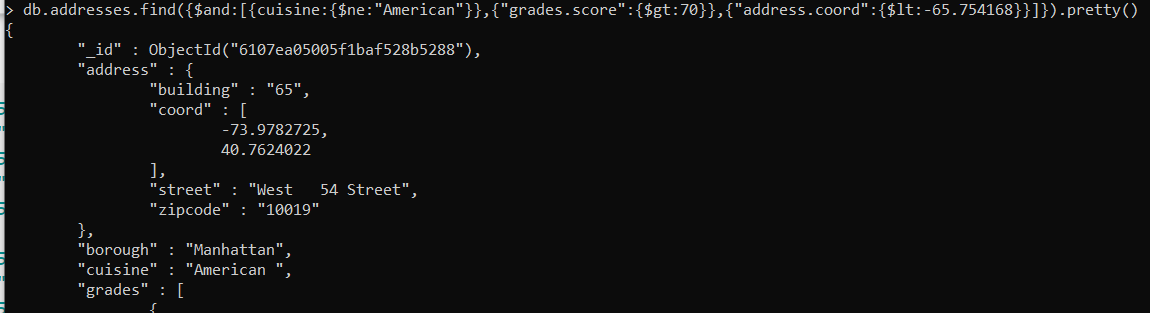 > db.addresses.find({$and:[{cuisine:{$ne:"American"}},{"grades.score":{$gt:70}},{"address.coord":{$lt:-65.754168}}]}).pretty()
{
        "_id" : ObjectId("6107ea05005f1baf528b5288"),
        "address" : {
                "building" : "65",
                "coord" : [
                        -73.9782725,
                        40.7624022
                ],
                "street" : "West   54 Street",
                "zipcode" : "10019"
        },
        "borough" : "Manhattan",
        "cuisine" : "American ",
        "grades" : [
                {